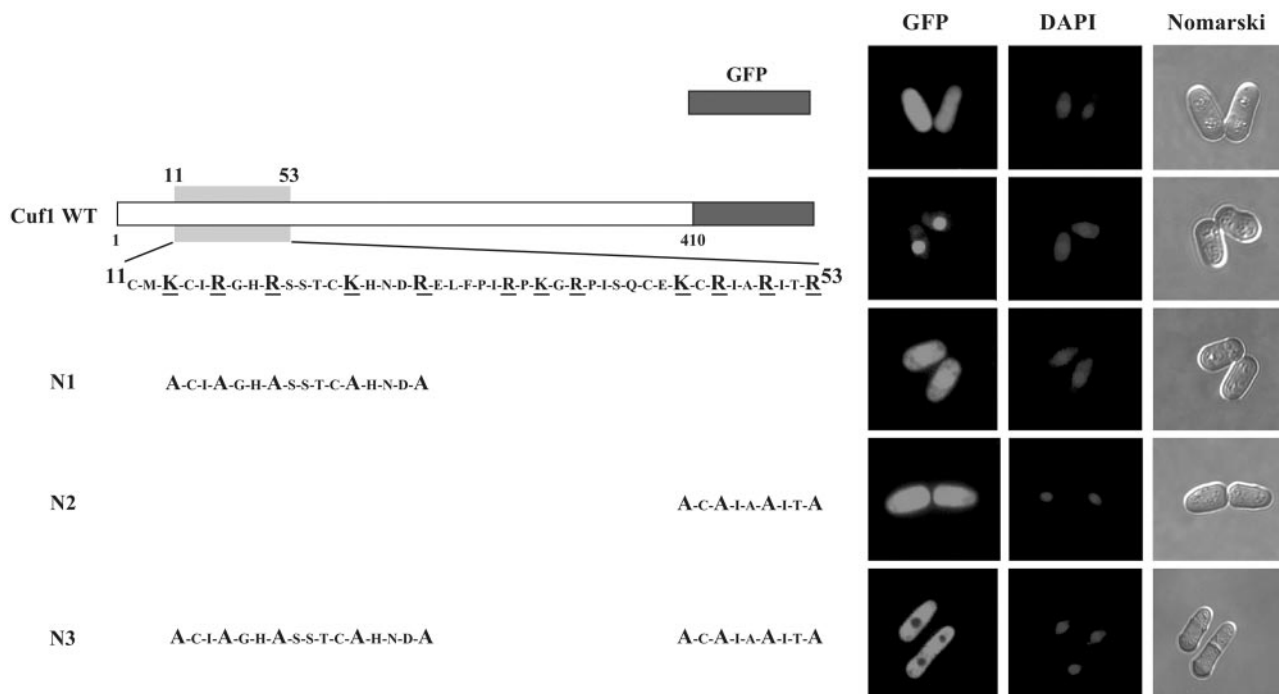 GFP DAPI Nomarski
GFP
11 53
Cuf1 WT
1 410
11C-M-K-C-I-R-G-H-R-S-S-T-C-K-H-N-D-R-E-L-F-P-I-R-P-K-G-R-P-I-S-Q-C-E-K-C-R-I-A-R-I-T-R53
N1 A-C-I-A-G-H-A-S-S-T-C-A-H-N-D-A
N2 A-C-A-I-A-A-I-T-A
N3 A-C-I-A-G-H-A-S-S-T-C-A-H-N-D-A A-C-A-I-A-A-I-T-A